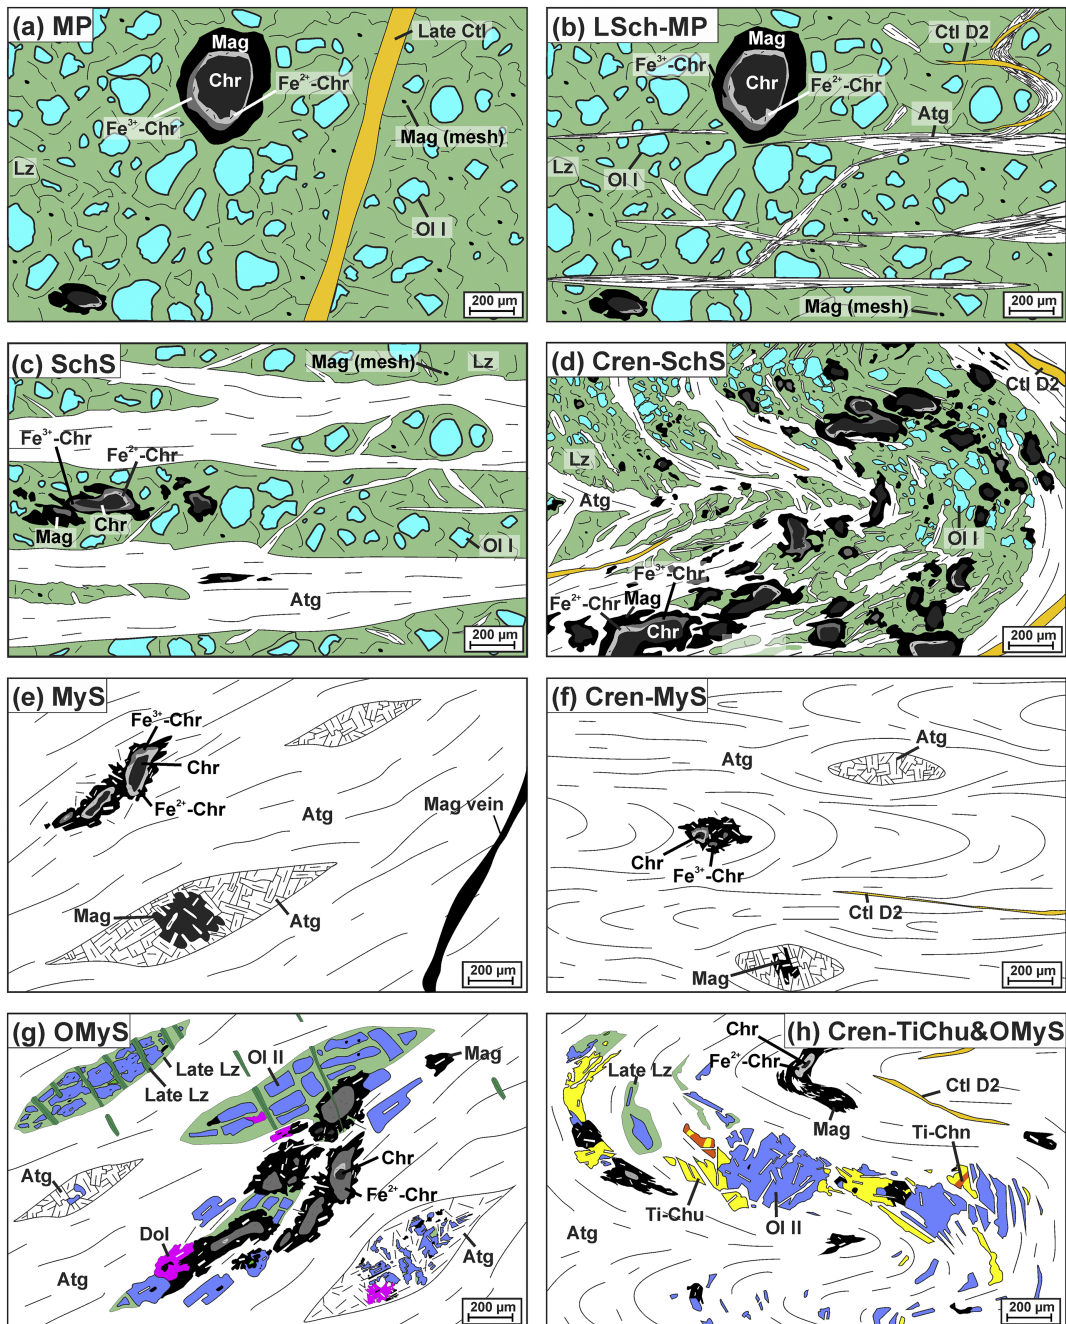 (a) MP
Mag
Late Ctl
Chr
Fe2+-Chr
Fe3+-Chr
Mag (mesh)
Lz
Ol I
200 µm
(b) LSch-MP
Mag
Ctl D2
Fe3+-Chr
Chr
Fe2+-Chr
Atg
Lz
Ol I
Mag (mesh)
200 µm
(c) SchS
Mag (mesh)
Lz
Fe3+-Chr
Fe2+-Chr
Chr
Mag
Ol I
Atg
200 µm
(d) Cren-SchS
Ctl D2
Lz
Atg
Ol I
Fe3+-Chr
Fe2+-Chr
Mag
Chr
200 µm
(e) MyS
Fe3+-Chr
Chr
Fe2+-Chr
Mag vein
Atg
Mag
Atg
200 µm
(f) Cren-MyS
Atg
Atg
Chr
Fe3+-Chr
Ctl D2
Mag
200 µm
(g) OMyS
Ol II
Mag
Late Lz
Late Lz
Chr
Atg
Fe2+-Chr
Dol
Atg
Atg
200 µm
(h) Cren-TiChu&OMyS
Chr
Fe2+-Chr
Late Lz
Ctl D2
Mag
Ti-Chn
Ti-Chu
Ol II
Atg
200 µm